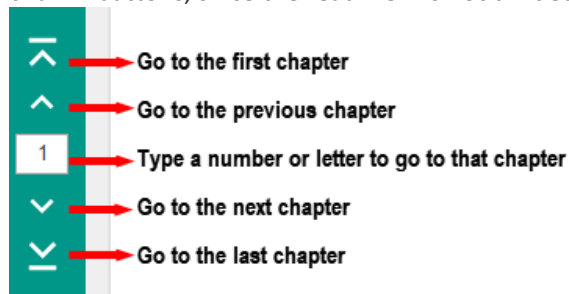 Go to the first chapter
Go to the previous chapter
1 Type a number or letter to go to that chapter
Go to the next chapter
Go to the last chapter